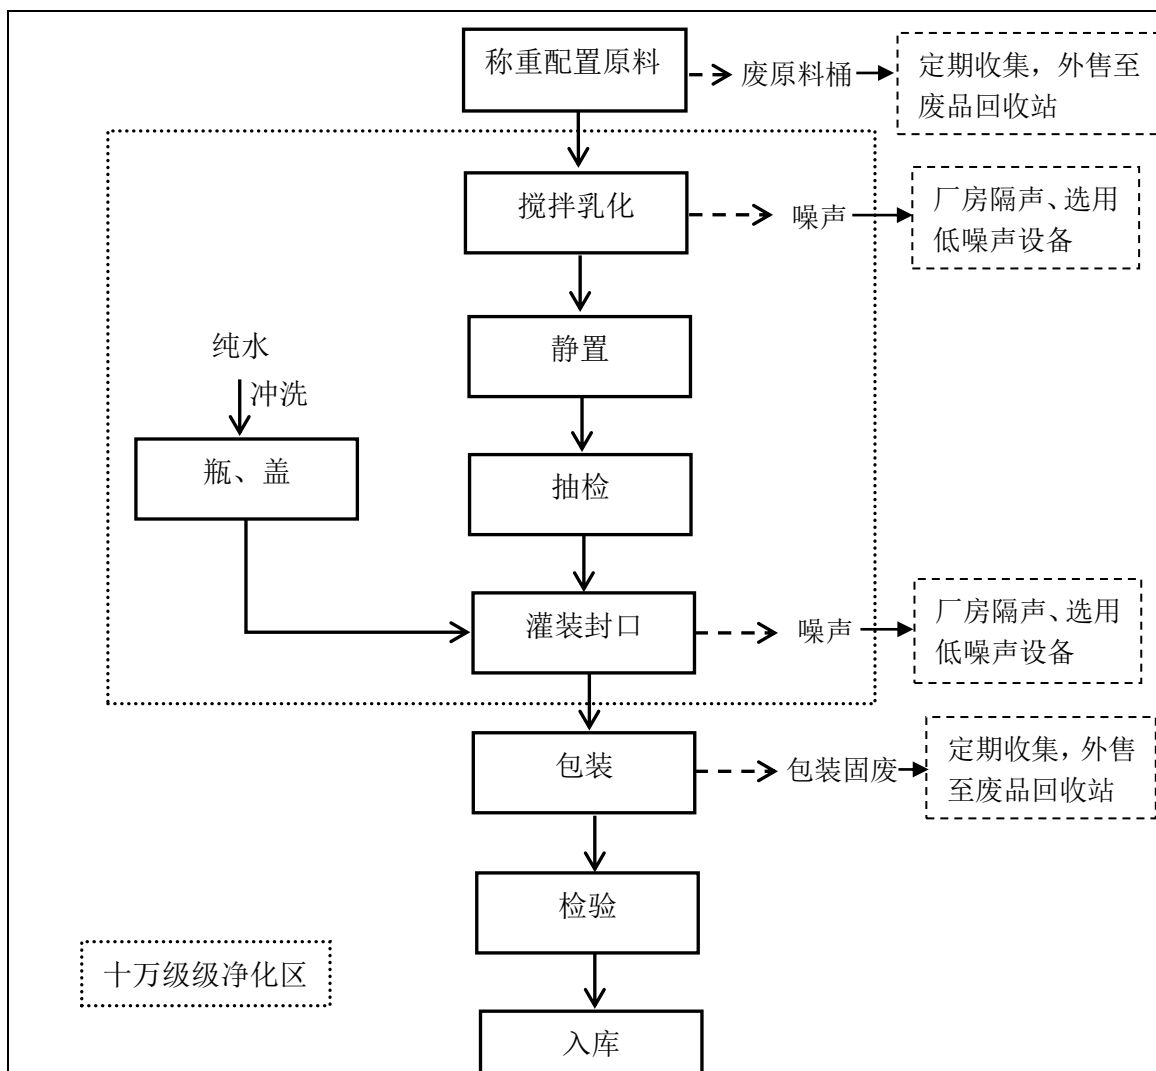 称重配置原料
废原料桶
定期收集，外售至
废品回收站
搅拌乳化
噪声
厂房隔声、选用
低噪声设备
静置
纯水
冲洗
瓶、盖
抽检
灌装封口
噪声
厂房隔声、选用
低噪声设备
包装
包装固废
定期收集，外售
至废品回收站
检验
十万级级净化区
入库